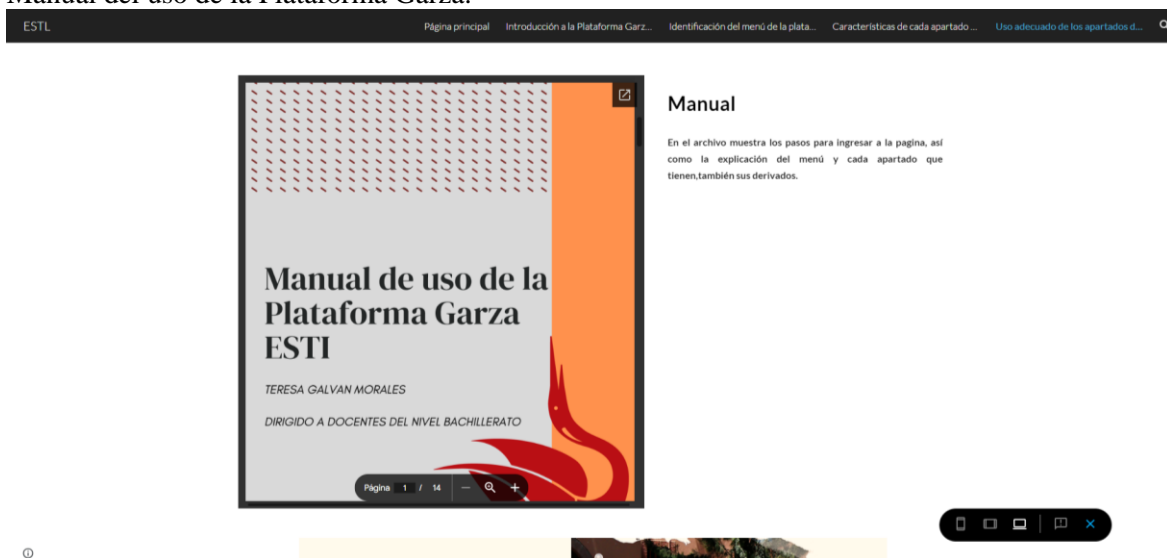 Manual del uso de la Plataforma Garza.
ESTL
Página principal
Introducción a la Plataforma Garz...
Identificación del menú de la plata...
Características de cada apartado ...
Uso adecuado de los apartados d...
Manual de uso de la
Plataforma Garza
ESTI
TERESA GALVAN MORALES
DIRIGIDO A DOCENTES DEL NIVEL BACHILLERATO
Página 1 / 14
Manual
En el archivo muestra los pasos para ingresar a la pagina, así
como la explicación del menú y cada apartado que
tienen,también sus derivados.